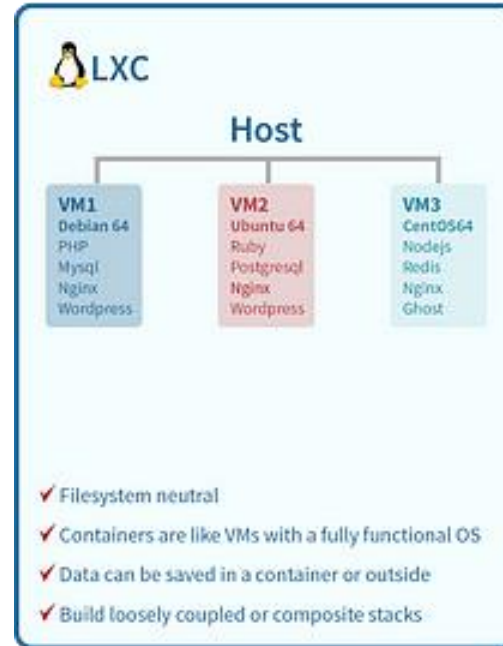 LXC
Host
VM1
Debian 64
PHP
Mysql
Nginx
Wordpress
VM2
Ubuntu 64
Ruby
Postgresql
Nginx
Wordpress
VM3
CentOS64
Nodejs
Redis
Nginx
Ghost
Filesystem neutral
Containers are like VMs with a fully functional OS
Data can be saved in a container or outside
Build loosely coupled or composite stacks